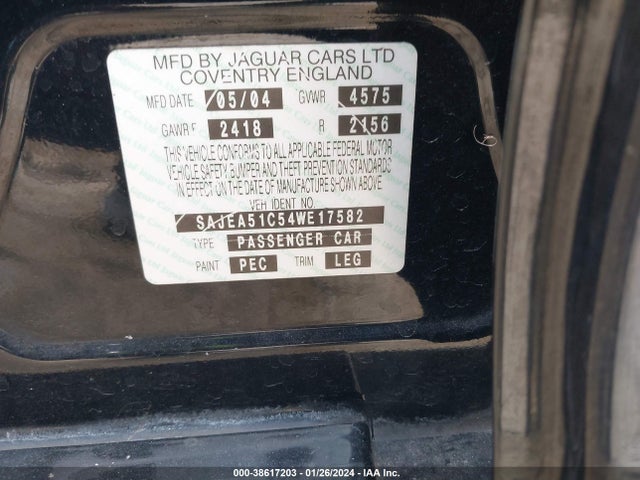 MFD BY JAGUAR CARS LTD
COVENTRY ENGLAND
MFD DATE 05/04 GVWR 4575
GAWR F 2418 R 2156
THIS VEHICLE CONFORMS TO ALL APPLICABLE FEDERAL MOTOR
VEHICLE SAFETY, BUMPER AND THEFT PREVENTION STANDARDS
IN EFFECT ON THE DATE OF MANUFACTURE SHOWN ABOVE
VEH IDENT NO.
SAJEA51C54WE17582
TYPE PASSENGER CAR
PAINT PEC TRIM LEG
000-38617203 - 01/26/2024 - IAA Inc.